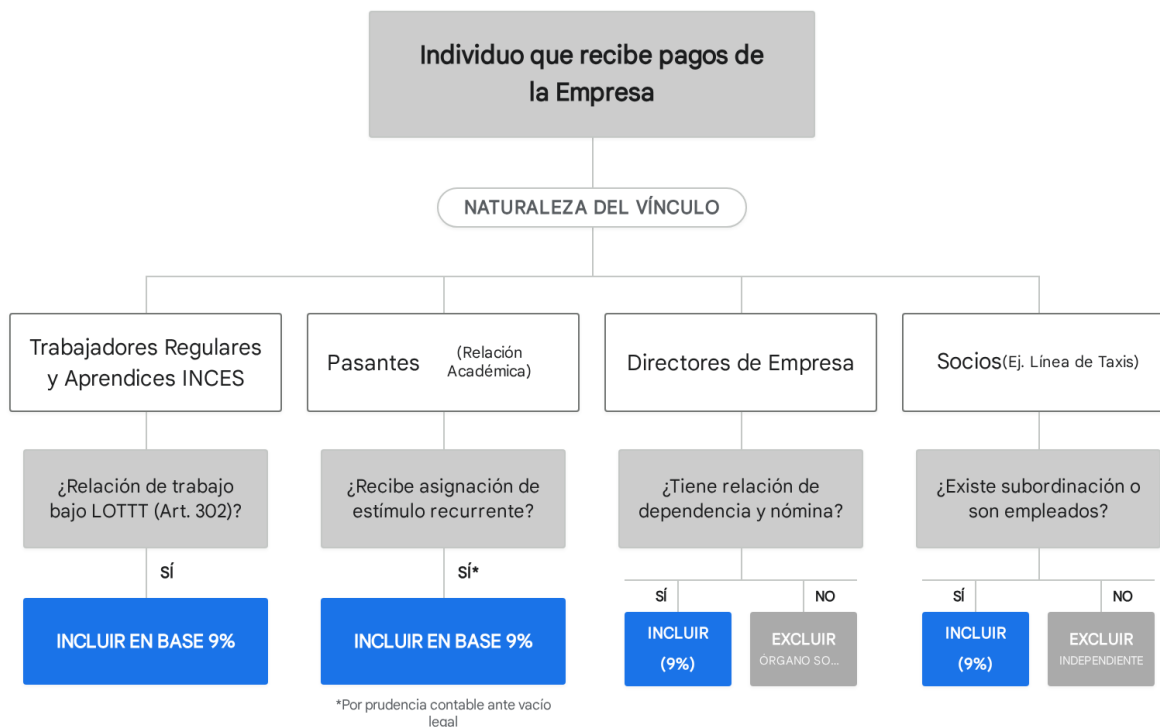 Individuo que recibe pagos de
la Empresa
NATURALEZA DEL VÍNCULO
Trabajadores Regulares
y Aprendices INCES
Pasantes
(Relación
Académica)
Directores de Empresa
Socios(Ej. Línea de Taxis)
¿Relación de trabajo
bajo LOTTT (Art. 302)?
¿Recibe asignación de
estímulo recurrente?
¿Tiene relación de
dependencia y nómina?
¿Existe subordinación o
son empleados?
SÍ
SÍ*
SÍ
NO
SÍ
NO
INCLUIR EN BASE 9%
INCLUIR EN BASE 9%
INCLUIR
(9%)
EXCLUIR
ÓRGANO SO...
INCLUIR
(9%)
EXCLUIR
INDEPENDIENTE
*Por prudencia contable ante vacío
legal